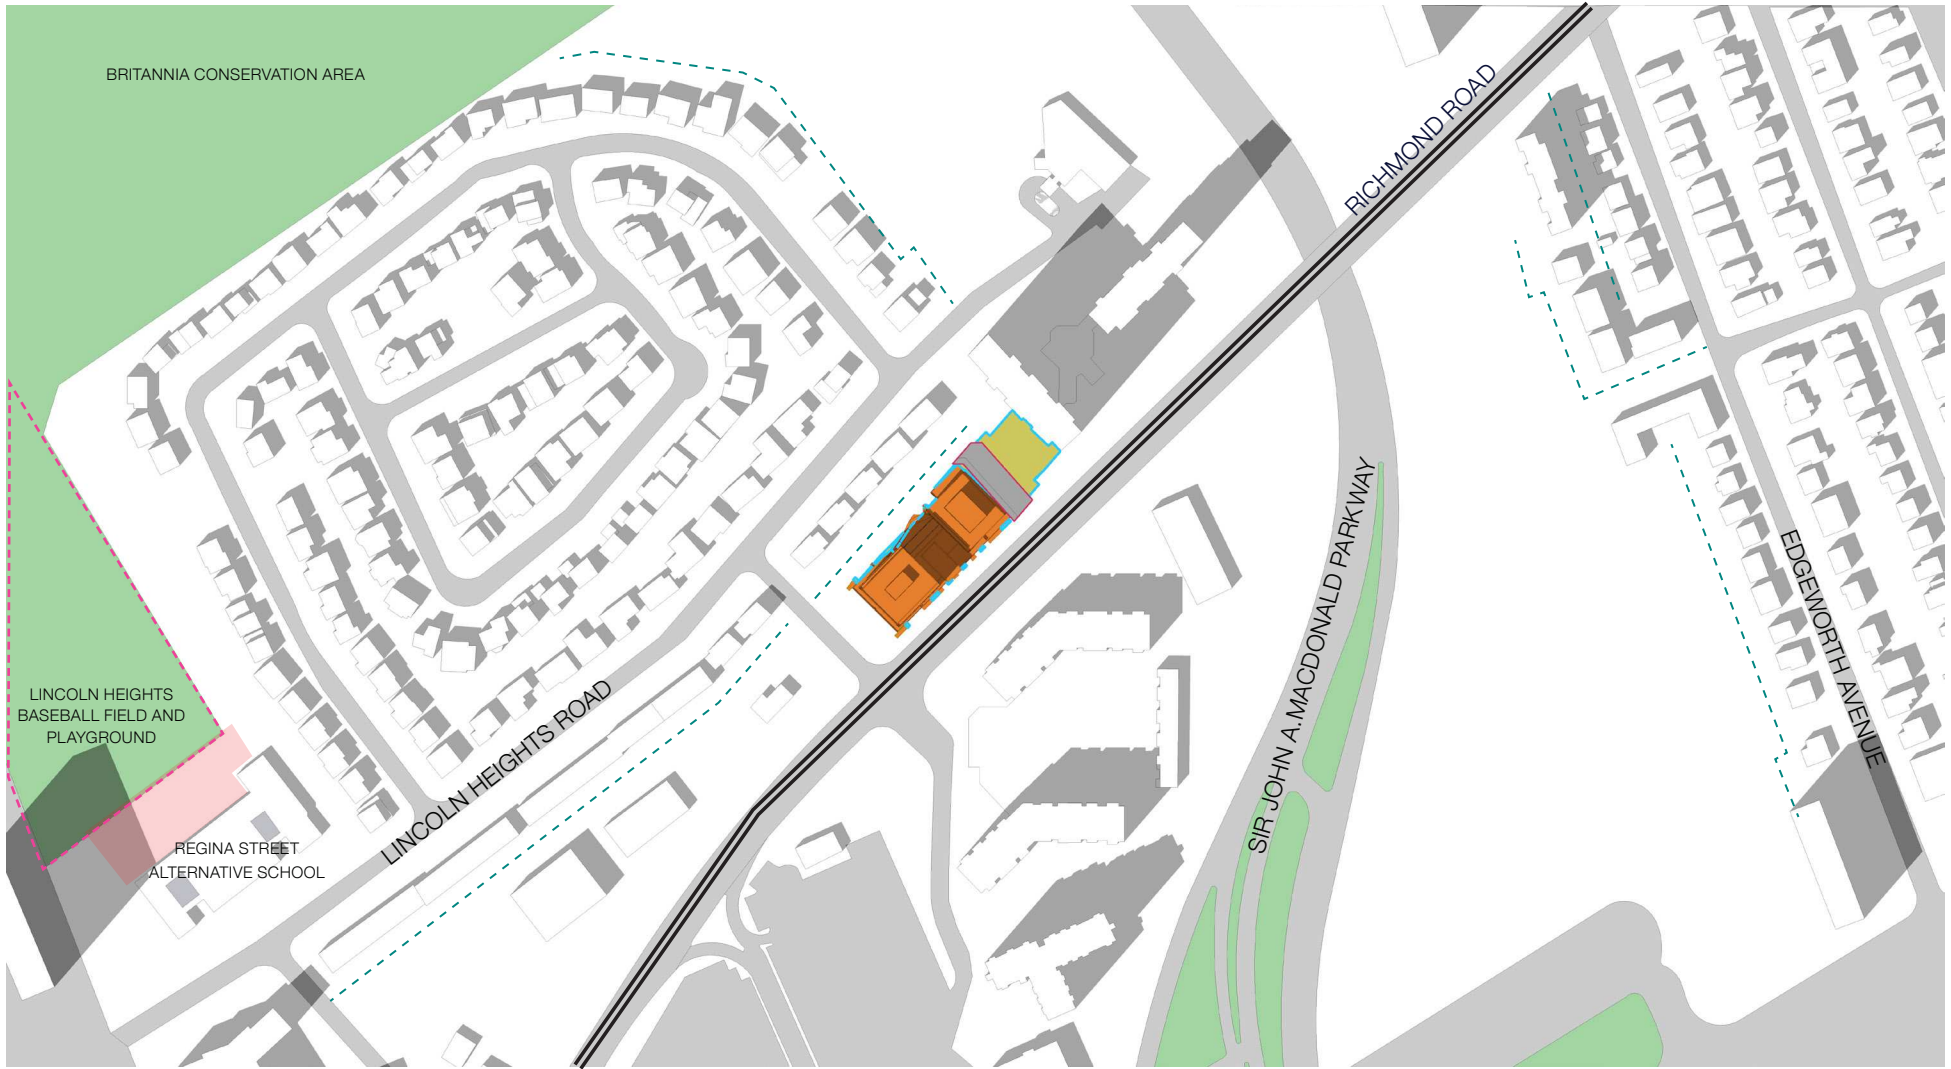 BRITANNIA CONSERVATION AREA
RICHMOND ROAD
SIR JOHN A.MACDONALD PARKWAY
EDGEWORTH AVENUE
LINCOLN HEIGHTS
BASEBALL FIELD AND
PLAYGROUND
LINCOLN HEIGHTS ROAD
REGINA STREET
ALTERNATIVE SCHOOL